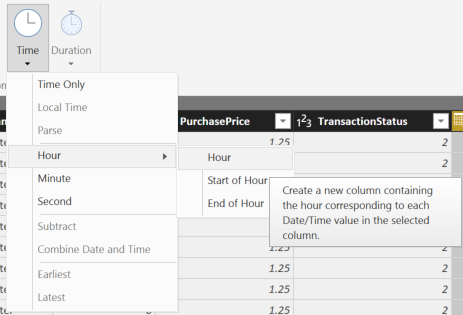 Time
Duration
Time Only
Local Time
Parse
Hour
Minute
Second
Subtract
Combine Date and Time
Earliest
Latest
Hour
Start of Hour
End of Hour
Create a new column containing
the hour corresponding to each
Date/Time value in the selected
column.
PurchasePrice
123 TransactionStatus
1.25 2
2
2
2
2
1.25 2
1.25 2
1.25 2
1.25 2